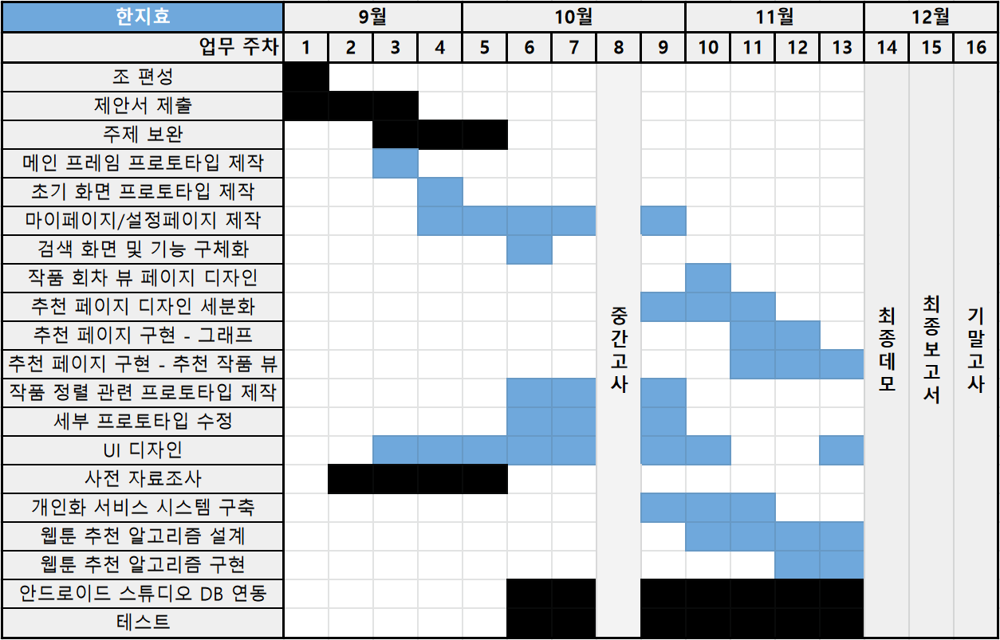 한지효 9월 10월 11월 12월
업무 주차 1 2 3 4 5 6 7 8 9 10 11 12 13 14 15 16
조 편성
제안서 제출
주제 보완
메인 프레임 프로토타입 제작
초기 화면 프로토타입 제작
마이페이지/설정페이지 제작
검색 화면 및 기능 구체화
작품 회차 뷰 페이지 디자인
추천 페이지 디자인 세분화
추천 페이지 구현 - 그래프
추천 페이지 구현 - 추천 작품 뷰
작품 정렬 관련 프로토타입 제작
세부 프로토타입 수정
UI 디자인
사전 자료조사
개인화 서비스 시스템 구축
웹툰 추천 알고리즘 설계
웹툰 추천 알고리즘 구현
안드로이드 스튜디오 DB 연동
테스트
중간고사
최종데모
최종보고서
기말고사